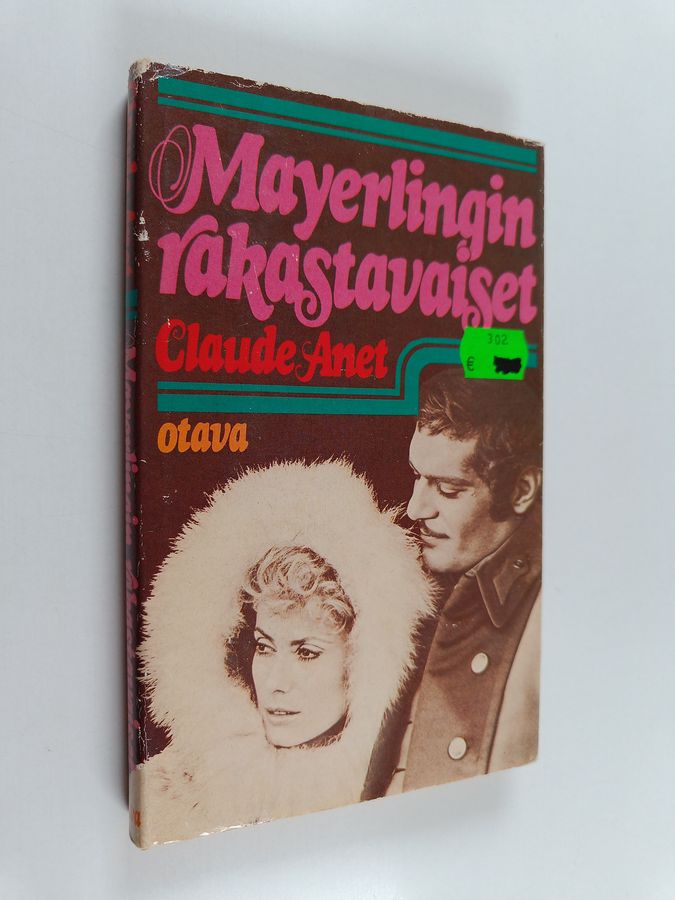 Mayerlingin
rakastavaiset
Claude Anet
otava
302
€